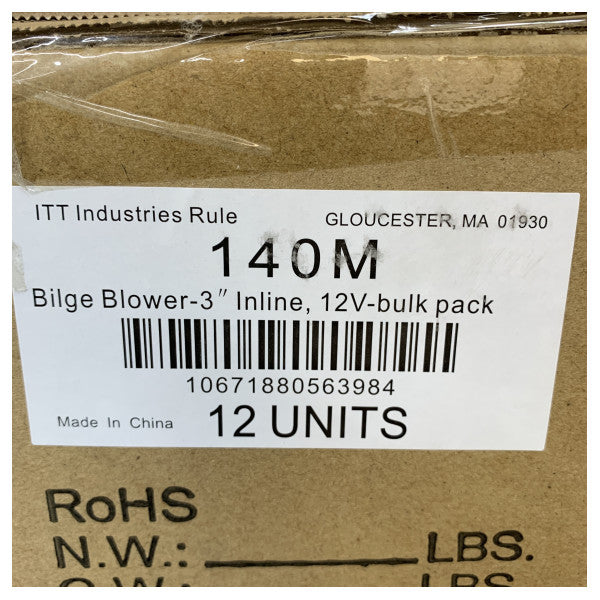 ITT Industries Rule GLOUCESTER, MA 01930
140M
Bilge Blower-3" Inline, 12V-bulk pack
10671880563984
Made In China 12 UNITS
RoHS
N.W.: LBS.
G.W.: LBS.